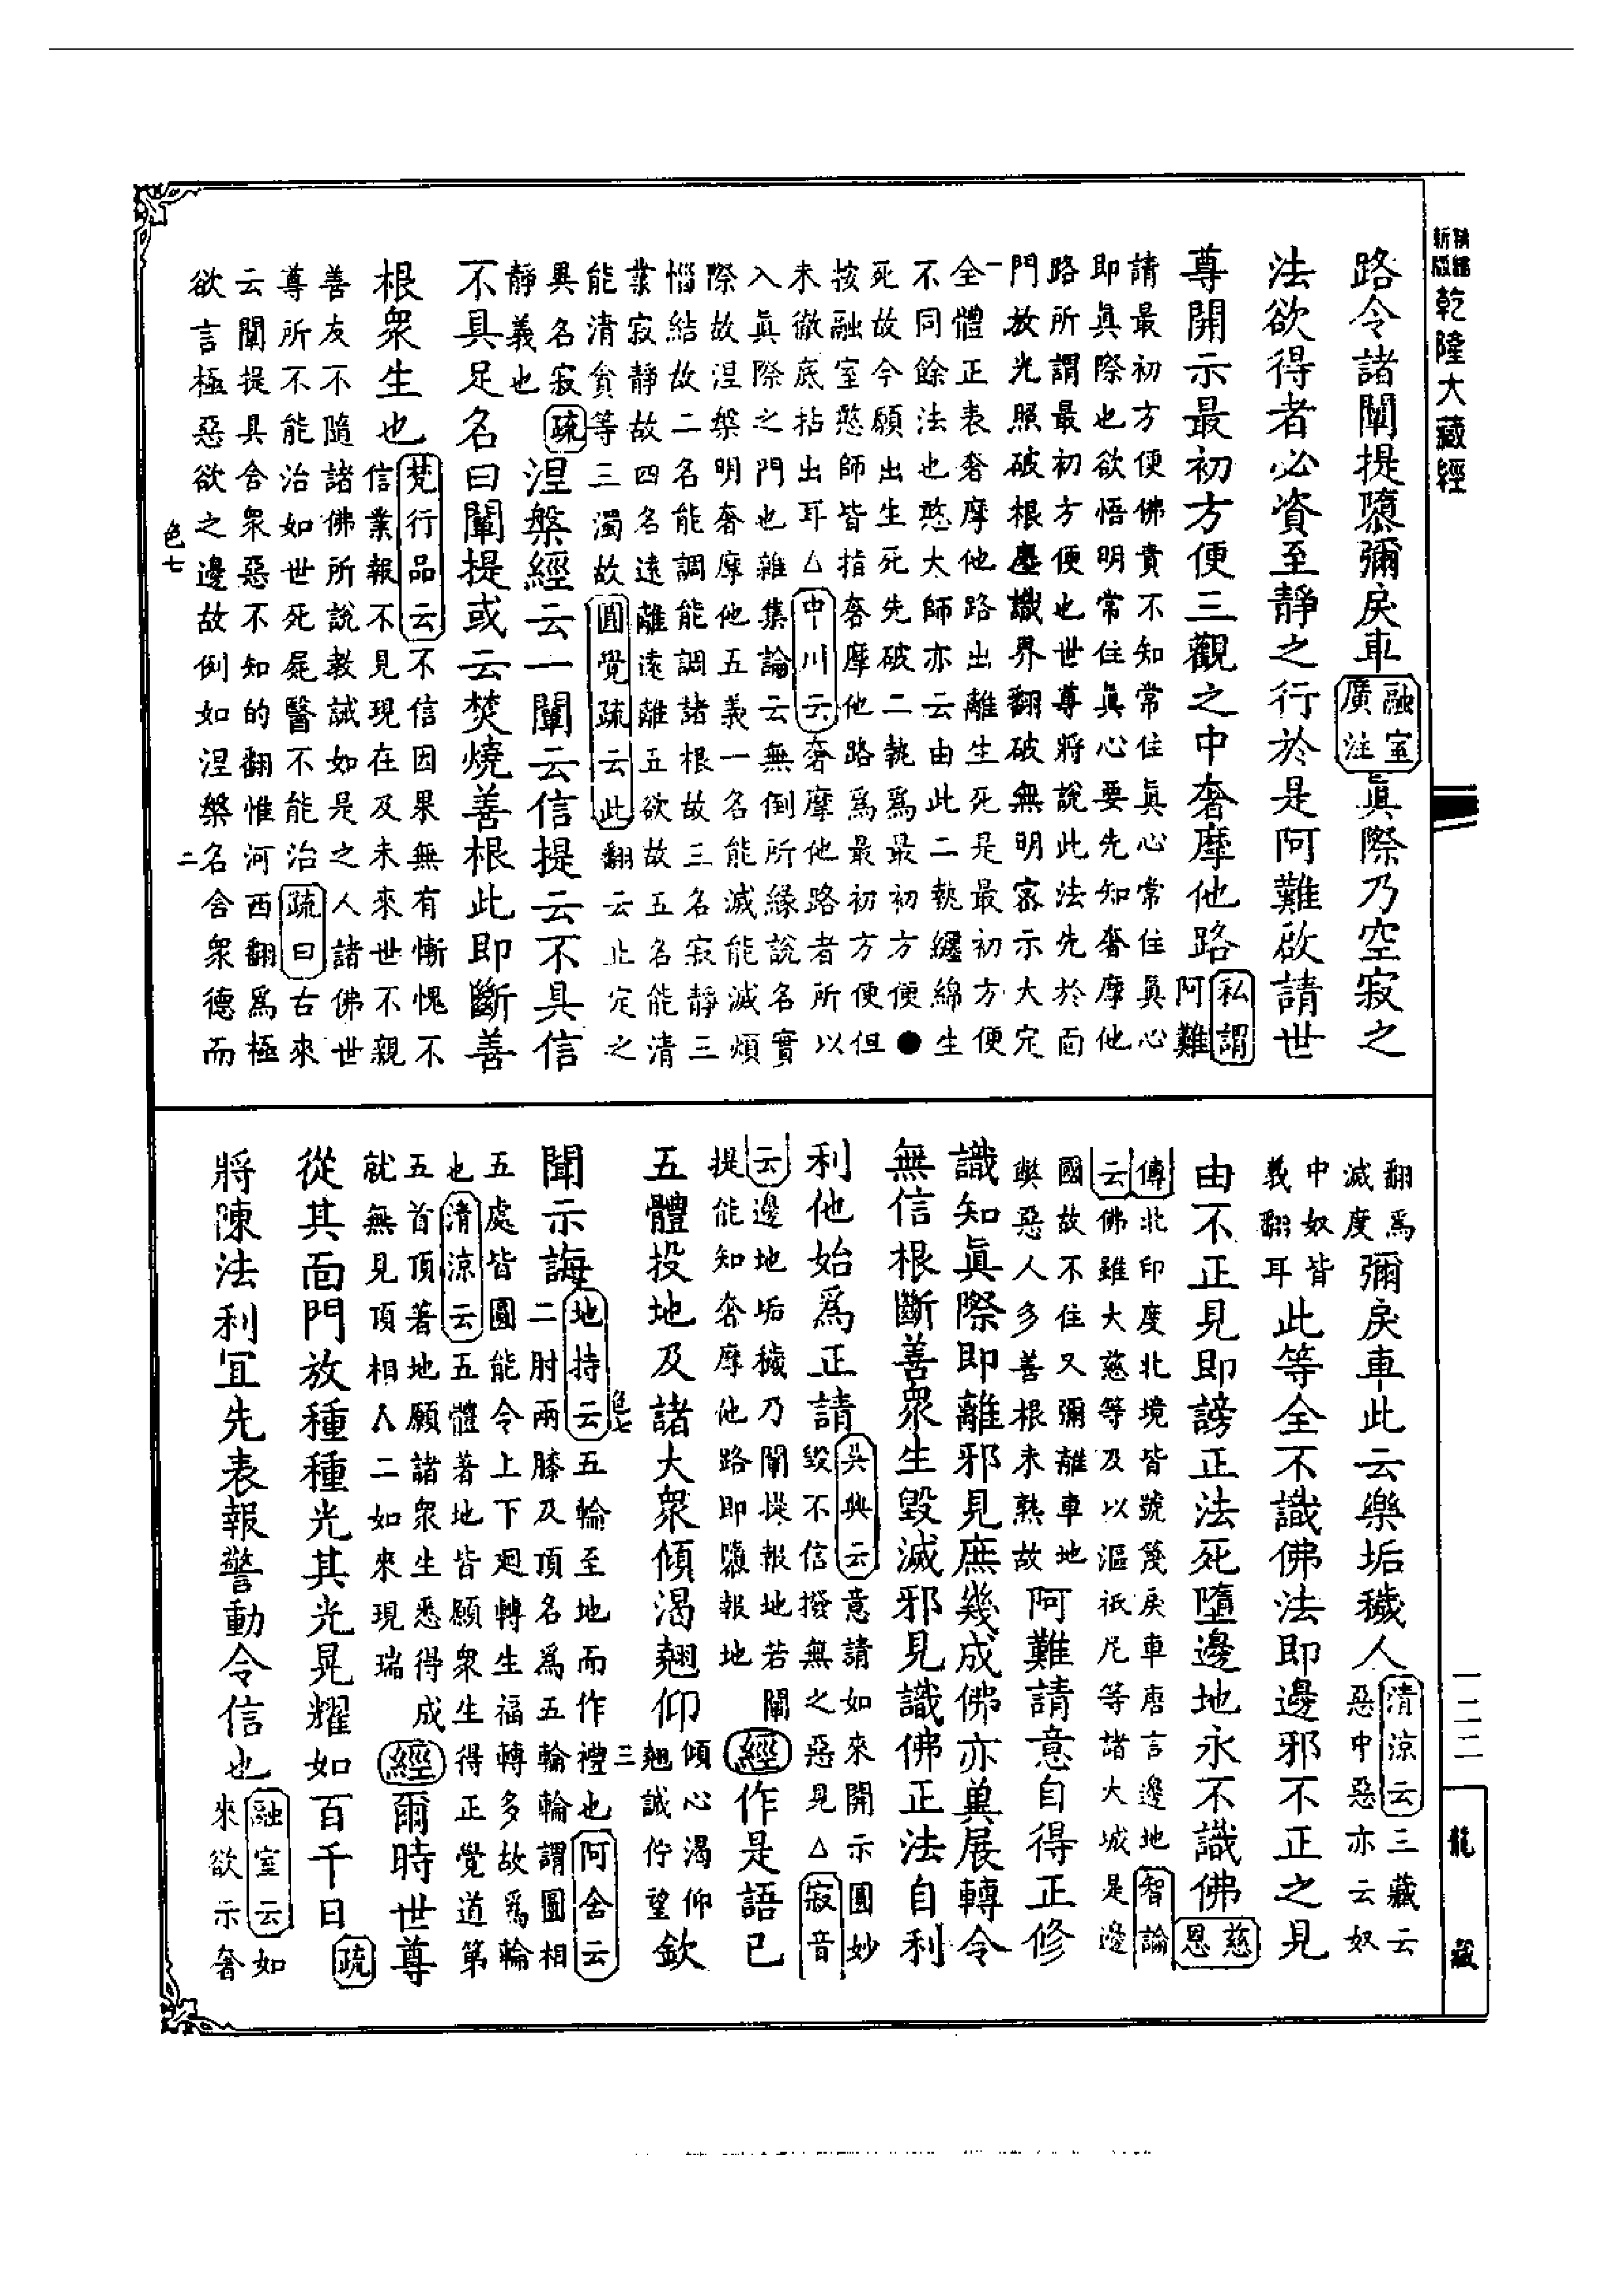 乾隆大藏經
路令諸闡提隳彌戾車
融室
廣注
眞際乃空寂之
法欲得者必資至靜之行於是阿難啟請世
尊開示最初方便三觀之中奢摩他路
私謂
阿難
請最初方便佛責不知常住眞心常住眞心
即眞際也欲悟明常住眞心要先知奢摩他
路所謂最初方便也世尊將說此法先於面
門放光照破根塵識界翻破無明密示大定
一全體正表奢摩他路出離生死是最初方便
不同餘法也憨大師亦云由此二執纏綿生
死故今願出生死先破二執爲最初方便●
按融室憨師皆指奢摩他路爲最初方便但
未徹底拈出耳△中川云奢摩他路者所以
入眞際之門也雜集論云無倒所緣說名實
際故涅槃明奢摩他五義一名能滅能滅煩
惱結故二名能調能調諸根故三名寂靜三
業寂靜故四名遠離遠離五欲故五名能清
能清貪等三濁故圓覺疏云此翻云止定之
異名寂
靜義也
疏涅槃經云一闡云信提云不具信
不具足名曰闡提或云焚燒善根此即斷善
根衆生也
梵行品云不信因果無有慚愧不
信業報不見現在及未來世不親
善友不隨諸佛所說教誡如是之人諸佛世
尊所不能治如世死屍醫不能治疏曰古來
云闡提具含衆惡不知的翻惟河西翻爲極
欲言極惡欲之邊故例如涅槃名含衆德而
色七 二
一二二
龍藏
翻爲
滅度
彌戾車此云樂垢穢人
清涼云三藏云
惡中惡亦云奴
中奴皆
義翻耳
此等全不識佛法即邊邪不正之見
由不正見即謗正法死墮邊地永不識佛
慈恩
傳北印度北境皆號篾戾車唐言邊地智論
云佛雖大慈等及以漚祇尼等諸大城是邊
國故不住又彌離車地
弊惡人多善根未熟故
阿難請意自得正修
識知眞際即離邪見庶幾成佛亦冀展轉令
無信根斷善衆生毀滅邪見識佛正法自利
利他始爲正請
吳興云意請如來開示圓妙
毀不信撥無之惡見△寂音
云邊地垢穢乃闡提報地若闡
提能知奢摩他路即隳報地
經作是語已
五體投地及諸大衆傾渴翹仰
傾心渴仰
翹誠佇望
欽
色七 三
聞示誨
地持云五輪至地而作禮也阿含云
二肘兩膝及頂名爲五輪輪謂圓相
五處皆圓能令上下迴轉生福轉多故爲輪
也清涼云五體著地皆願衆生得正覺道第
五首頂著地願諸衆生悉得成
就無見頂相人二如來現瑞
經爾時世尊
從其面門放種種光其光晃耀如百千日疏
將陳法利宜先表報警動令信也
融室云如
來欲示奢